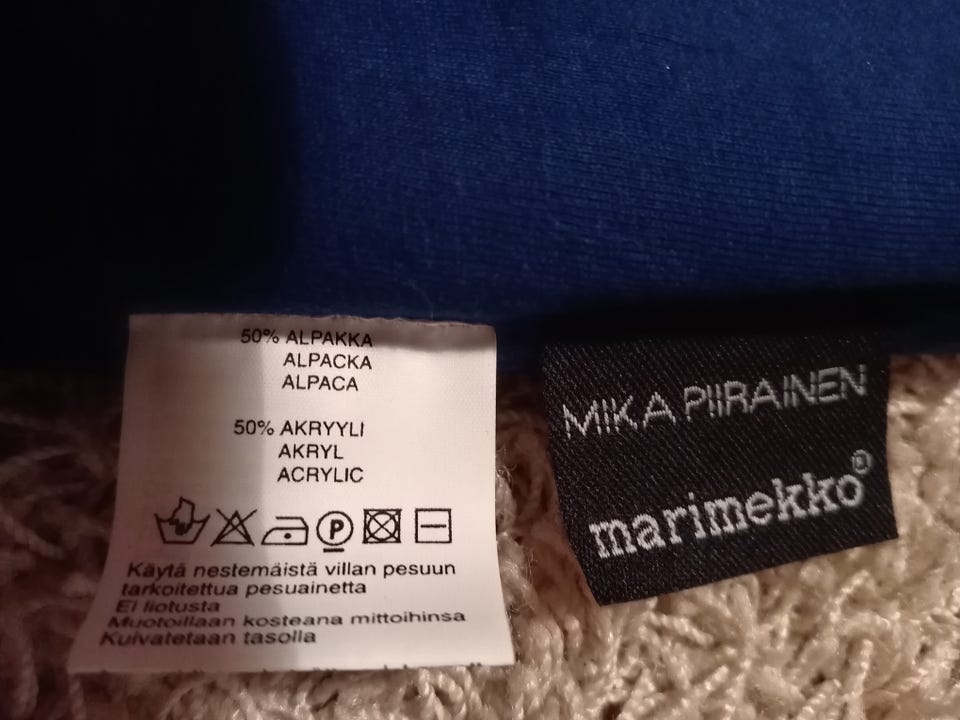 50% ALPAKKA
ALPACKA
ALPACA
50% AKRYYLI
AKRYL
ACRYLIC
P
Käytä nestemäistä villan pesuun
tarkoitettua pesuainetta
Ei liotusta
Muotoillaan kosteana mittoihinsa
Kuivatetaan tasolla
MIKA PIIRAINEN
marimekko®